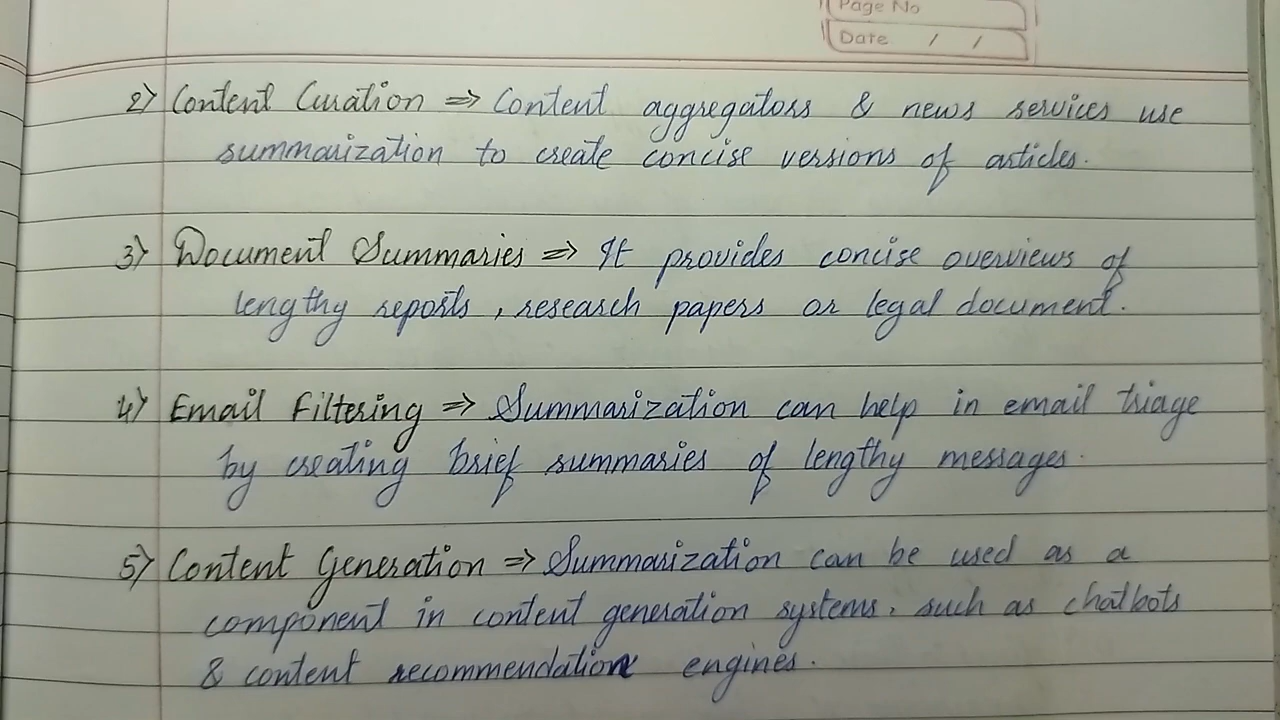 Page No
Date / /
2) Content Curation => Content aggregators & news services use
summarization to create concise versions of articles.
3) Document Summaries => It provides concise overviews of
lengthy reports, research papers or legal document.
4) Email Filtering => Summarization can help in email triage
by creating brief summaries of lengthy messages.
5) Content Generation => Summarization can be used as a
component in content generation systems, such as chatbots
& content recommendation engines.